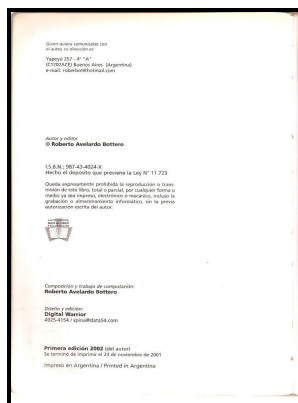 Quien quiera comunicarse con
el autor, su dirección es:
Yapeyú 257 - 4° "A"
(C1202ACE) Buenos Aires (Argentina)
e-mail: roberbot@hotmail.com
Autor y editor
© Roberto Avelardo Bottero
I.S.B.N.: 987-43-4024-X
Hecho el depósito que previene la Ley N° 11.723
Queda expresamente prohibida la reproducción o trans-
misión de este libro, total o parcial, por cualquier forma o
medio ya sea impreso, electrónico o mecánico, incluso la
grabación o almacenamiento informático, sin la previa
autorización escrita del autor.
Composición y trabajo de computación:
Roberto Avelardo Bottero
Diseño y edición:
Digital Warrior
4925-4154 / spina@data54.com
Primera edición 2002 (del autor)
Se terminó de imprimir el 23 de noviembre de 2001
Impreso en Argentina / Printed in Argentina